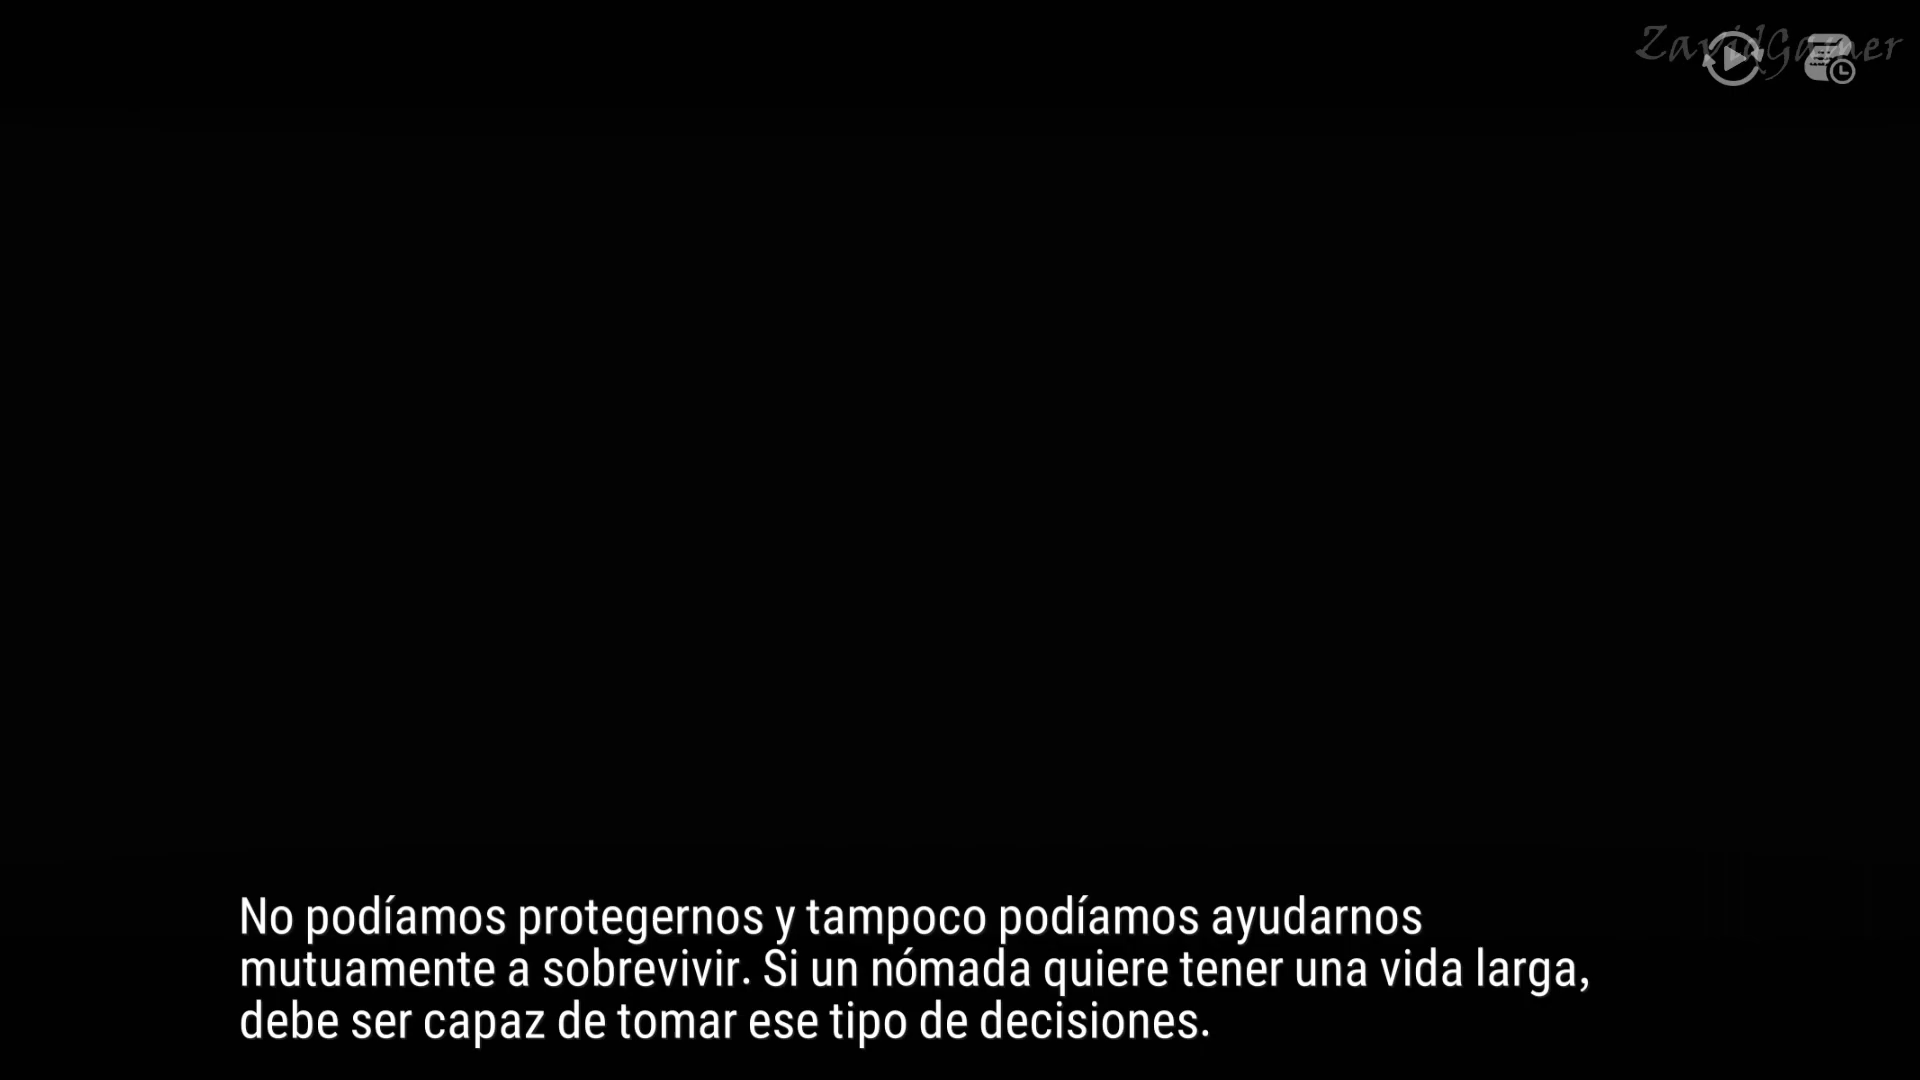 ZavidGamer
No podíamos protegernos y tampoco podíamos ayudarnos
mutuamente a sobrevivir. Si un nómada quiere tener una vida larga,
debe ser capaz de tomar ese tipo de decisiones.